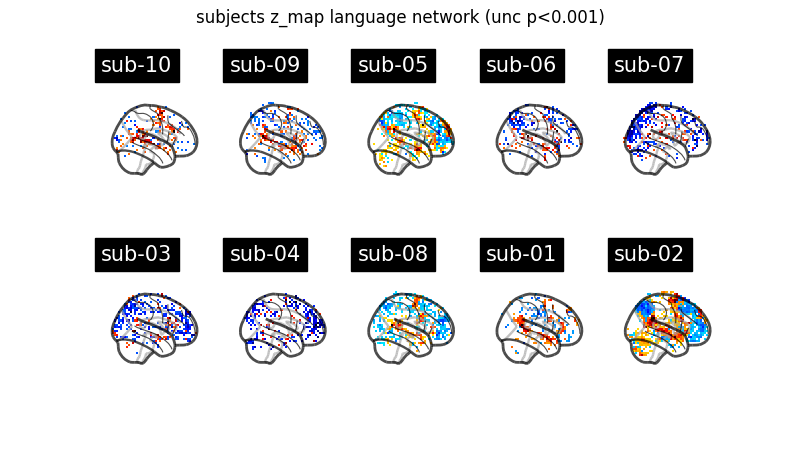 subjects z_map language network (unc p<0.001)
sub-10 sub-09 sub-05 sub-06 sub-07
sub-03 sub-04 sub-08 sub-01 sub-02